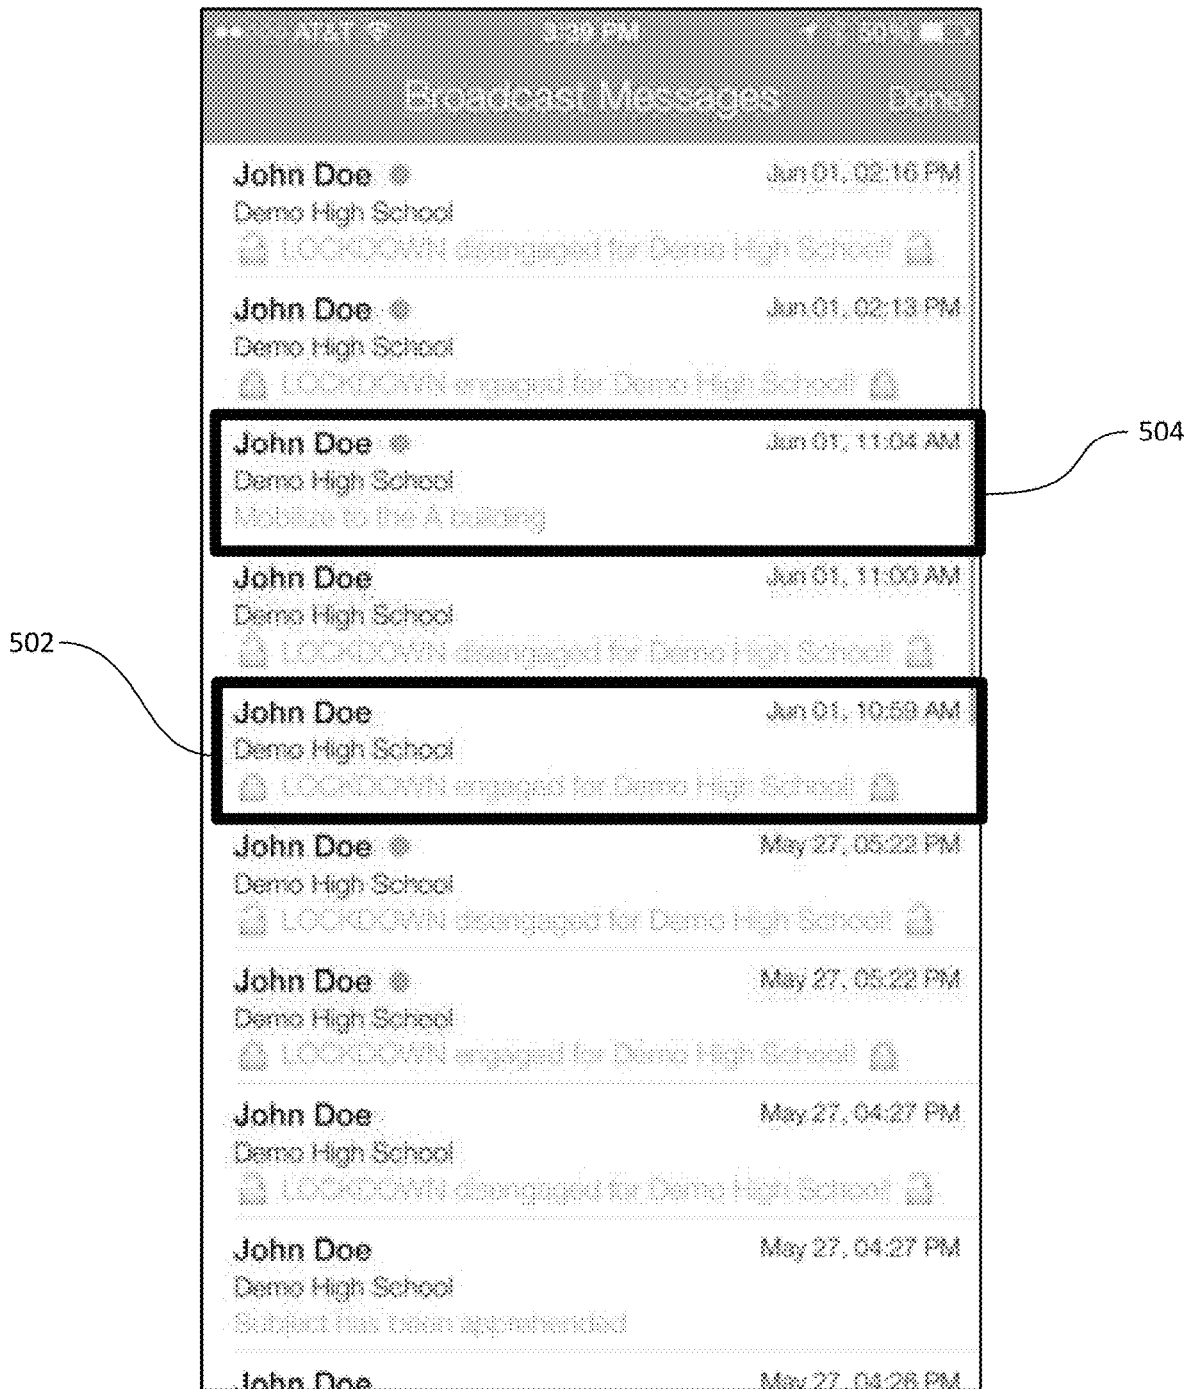 AT&T 3:29 PM 50%
Broadcast Messages Done
John Doe Jun 01, 02:16 PM
Demo High School
LOCKDOWN disengaged for Demo High School!
John Doe Jun 01, 02:13 PM
Demo High School
LOCKDOWN engaged for Demo High School!
John Doe Jun 01, 11:04 AM
504
Demo High School
Mobilize to the A building
John Doe Jun 01, 11:00 AM
Demo High School
502
LOCKDOWN disengaged for Demo High School!
John Doe Jun 01, 10:59 AM
Demo High School
LOCKDOWN engaged for Demo High School!
John Doe May 27, 05:22 PM
Demo High School
LOCKDOWN disengaged for Demo High School!
John Doe May 27, 05:22 PM
Demo High School
LOCKDOWN engaged for Demo High School!
John Doe May 27, 04:27 PM
Demo High School
LOCKDOWN disengaged for Demo High School!
John Doe May 27, 04:27 PM
Demo High School
Subject has been apprehended
John Doe May 27, 04:26 PM